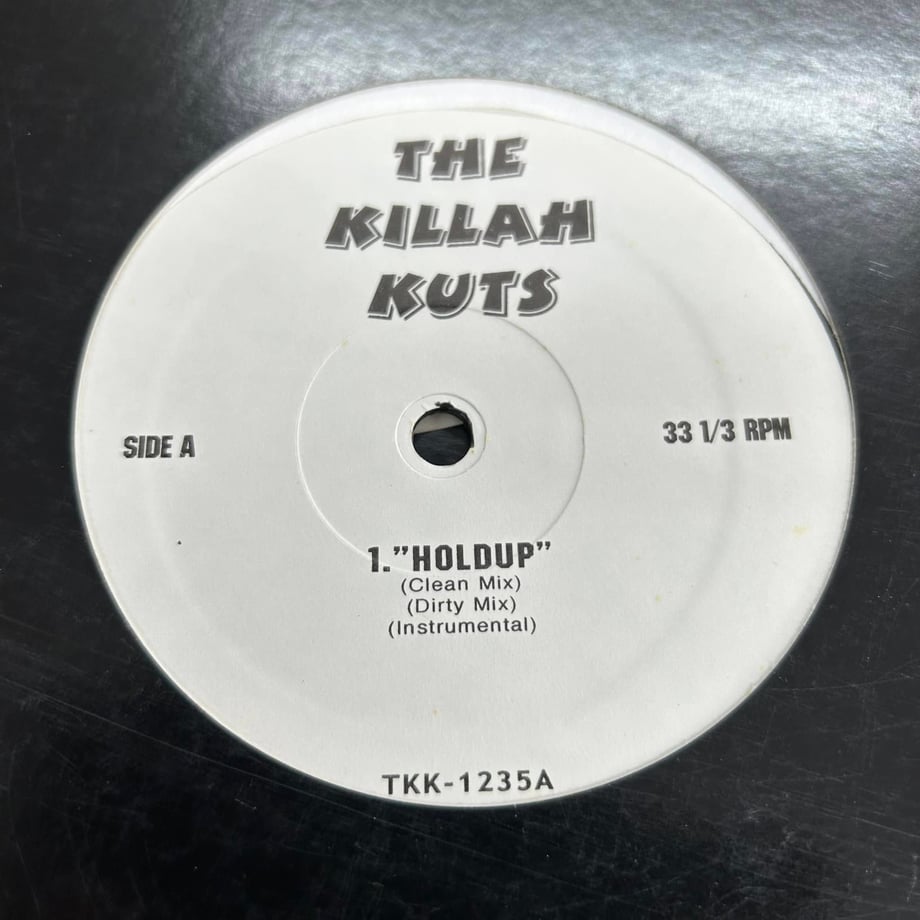 THE
KILLAH
KUTS
SIDE A
33 1/3 RPM
1."HOLDUP"
(Clean Mix)
(Dirty Mix)
(Instrumental)
TKK-1235A